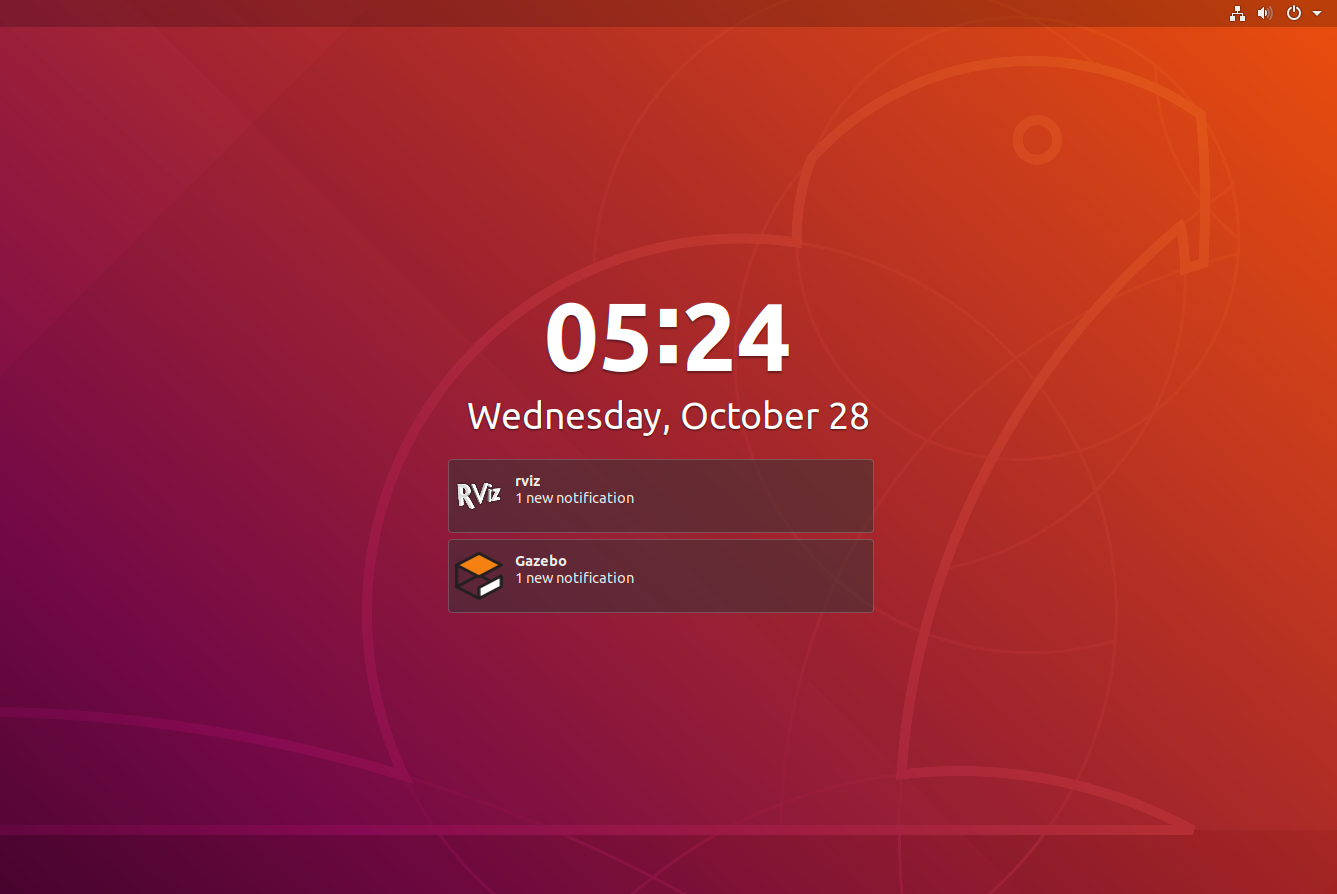 05:24
Wednesday, October 28
RViz
rviz
1 new notification
Gazebo
1 new notification